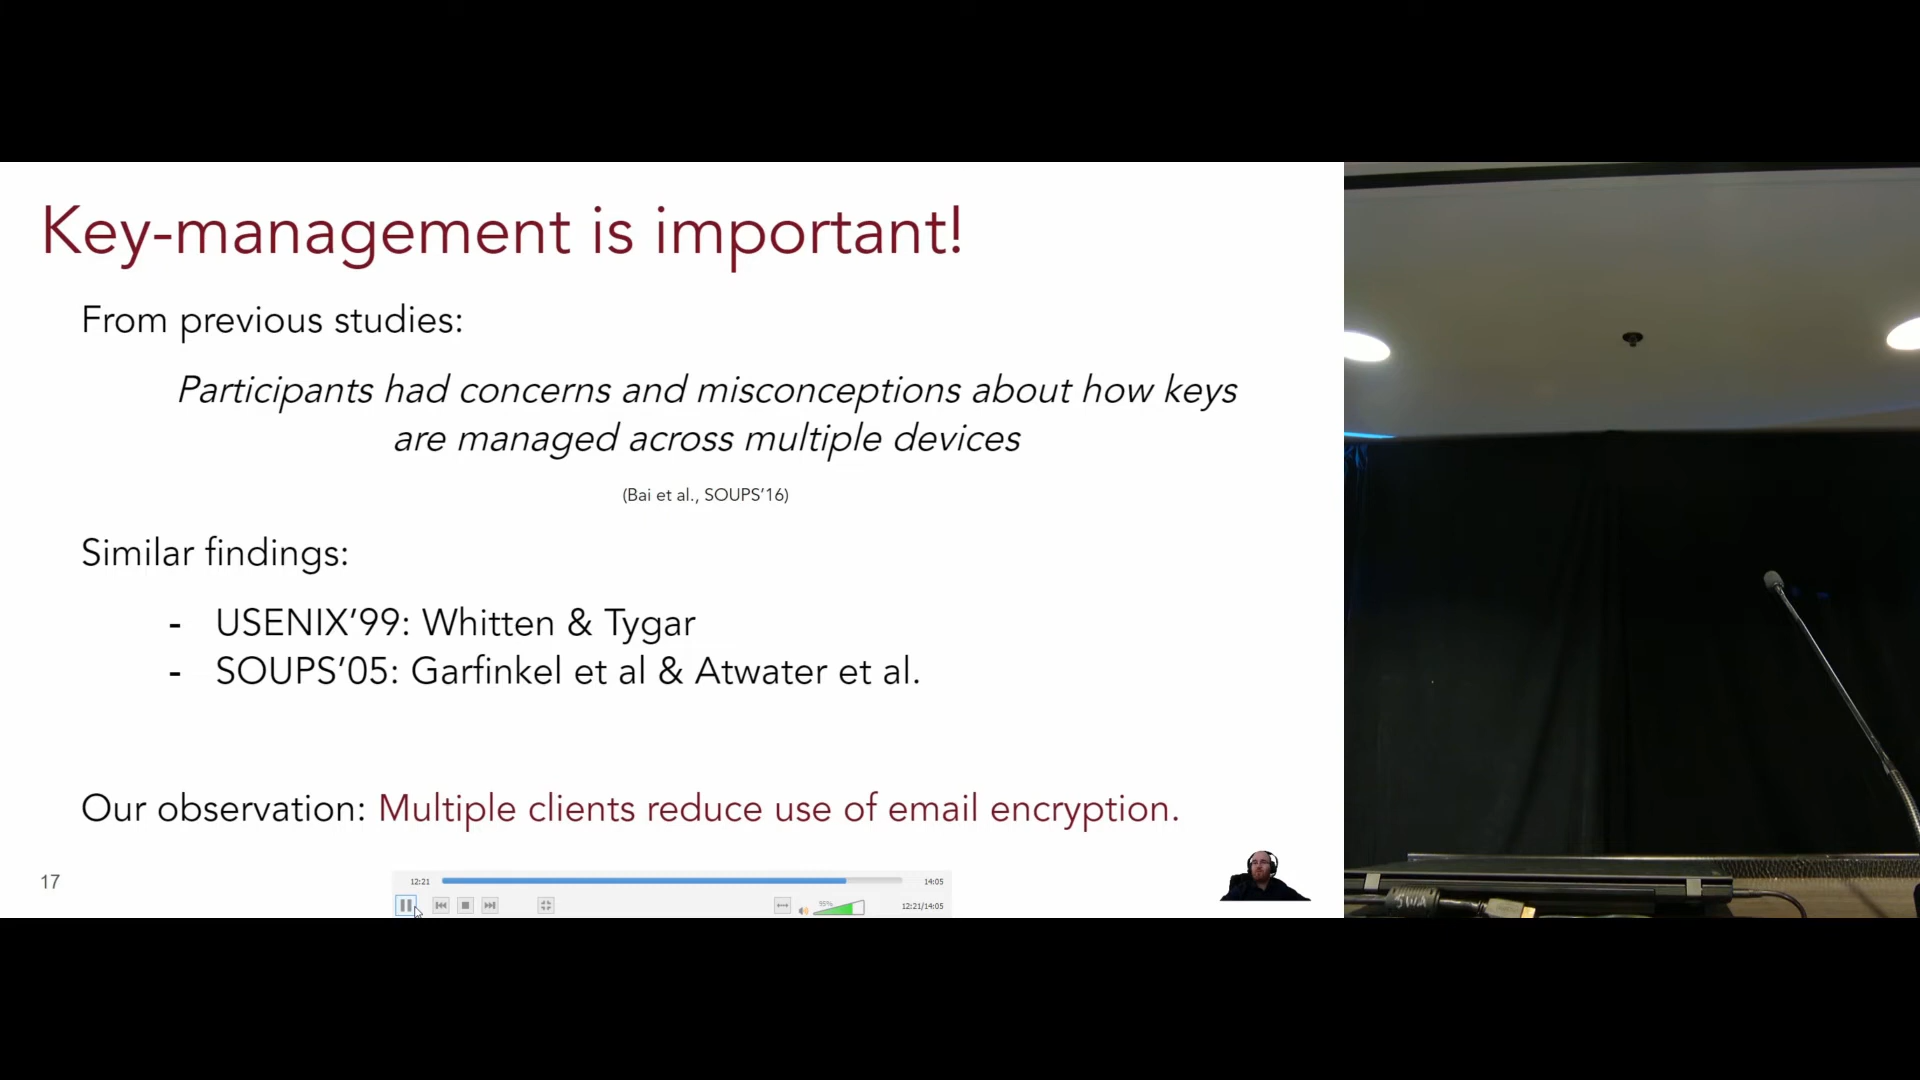 Key-management is important!
From previous studies:
Participants had concerns and misconceptions about how keys
are managed across multiple devices
(Bai et al., SOUPS’16)
Similar findings:
- USENIX’99: Whitten & Tygar
- SOUPS’05: Garfinkel et al & Atwater et al.
Our observation: Multiple clients reduce use of email encryption.
17
12:21 14:05
95%
12:21/14:05
SWA